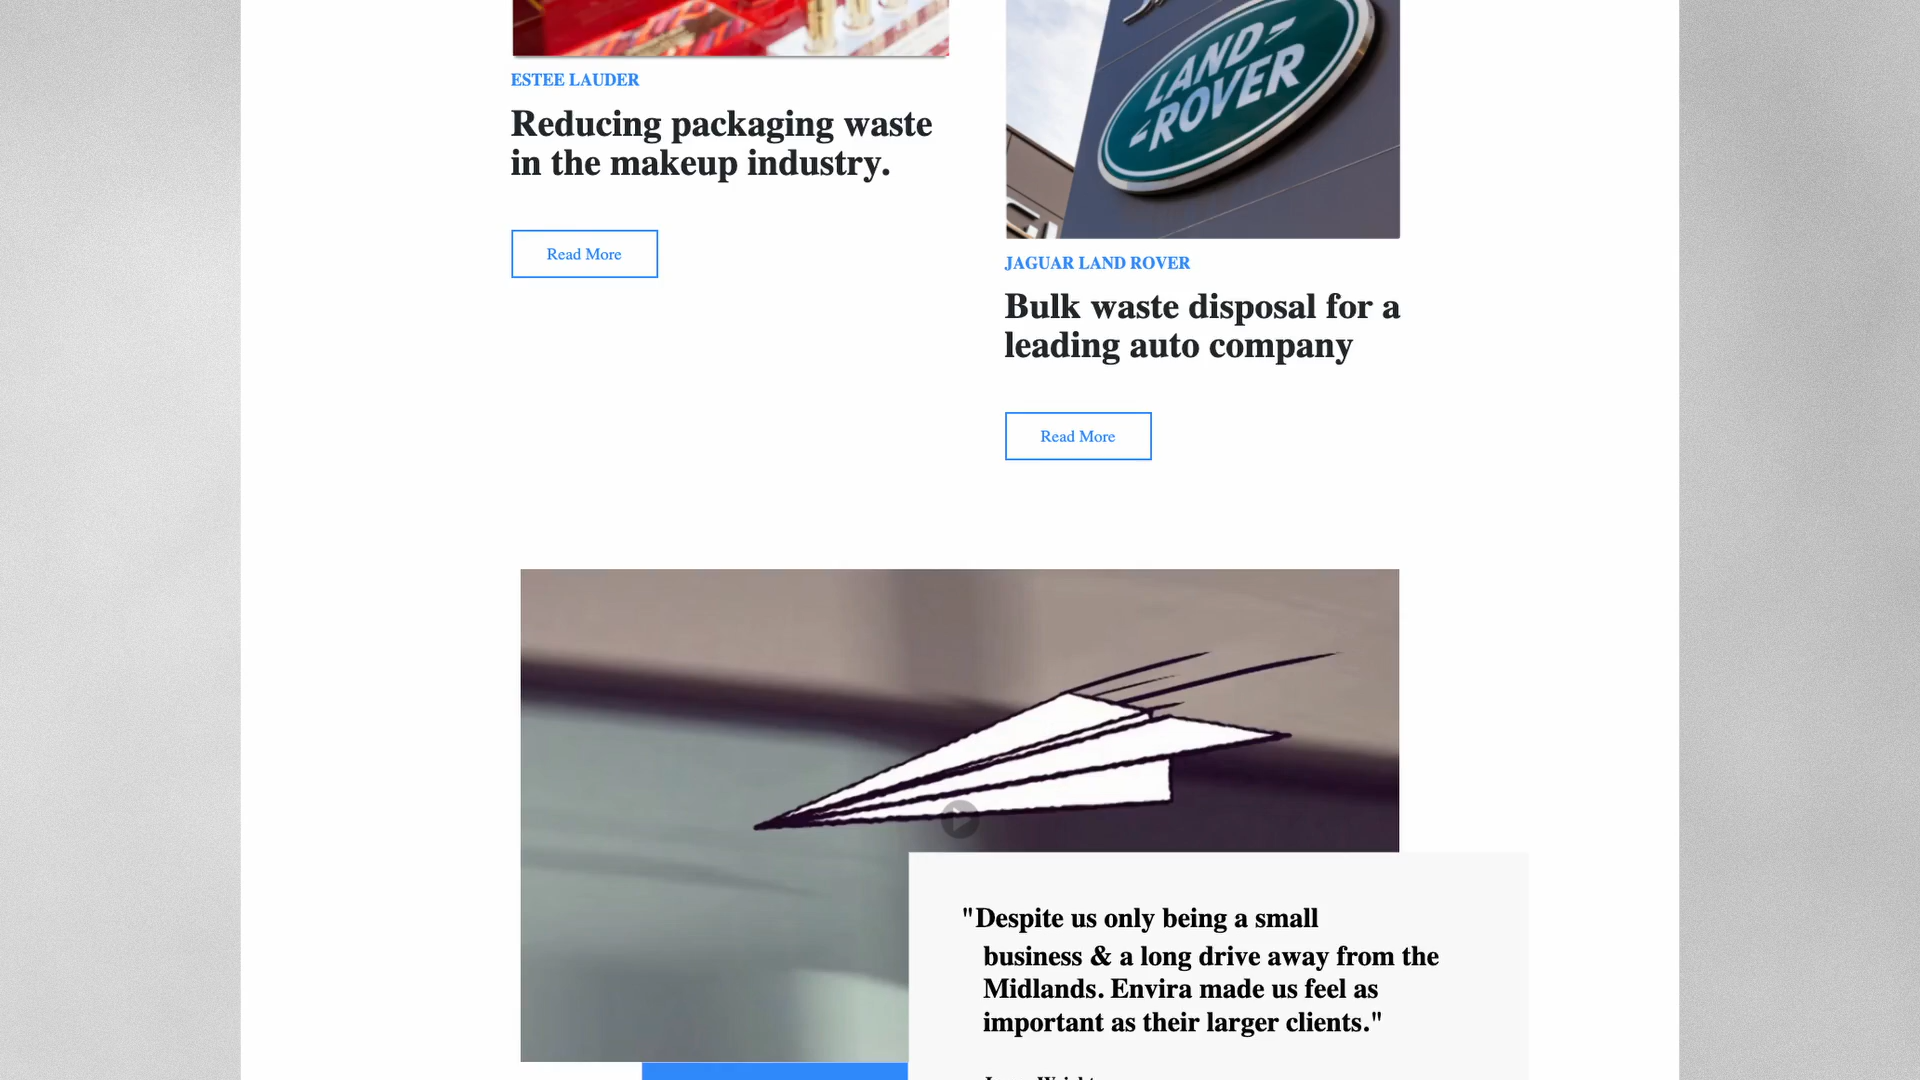 ESTEE LAUDER
Reducing packaging waste
in the makeup industry.
Read More
LAND
ROVER
JAGUAR LAND ROVER
Bulk waste disposal for a
leading auto company
Read More
"Despite us only being a small
business & a long drive away from the
Midlands. Envira made us feel as
important as their larger clients."